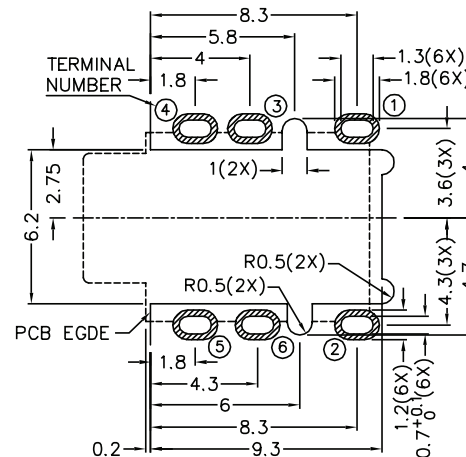 8.3
5.8
4
1.3(6X)
1.8
1.8(6X)
TERMINAL
NUMBER
4
3
1
1(2X)
2.75
6.2
3.6(3X)
4.3(3X)
R0.5(2X)
R0.5(2X)
PCB EGDE
5
6
2
1.8
4.3
6
8.3
0.2
9.3
1.2(6X)
0.7+0.1 0(6X)